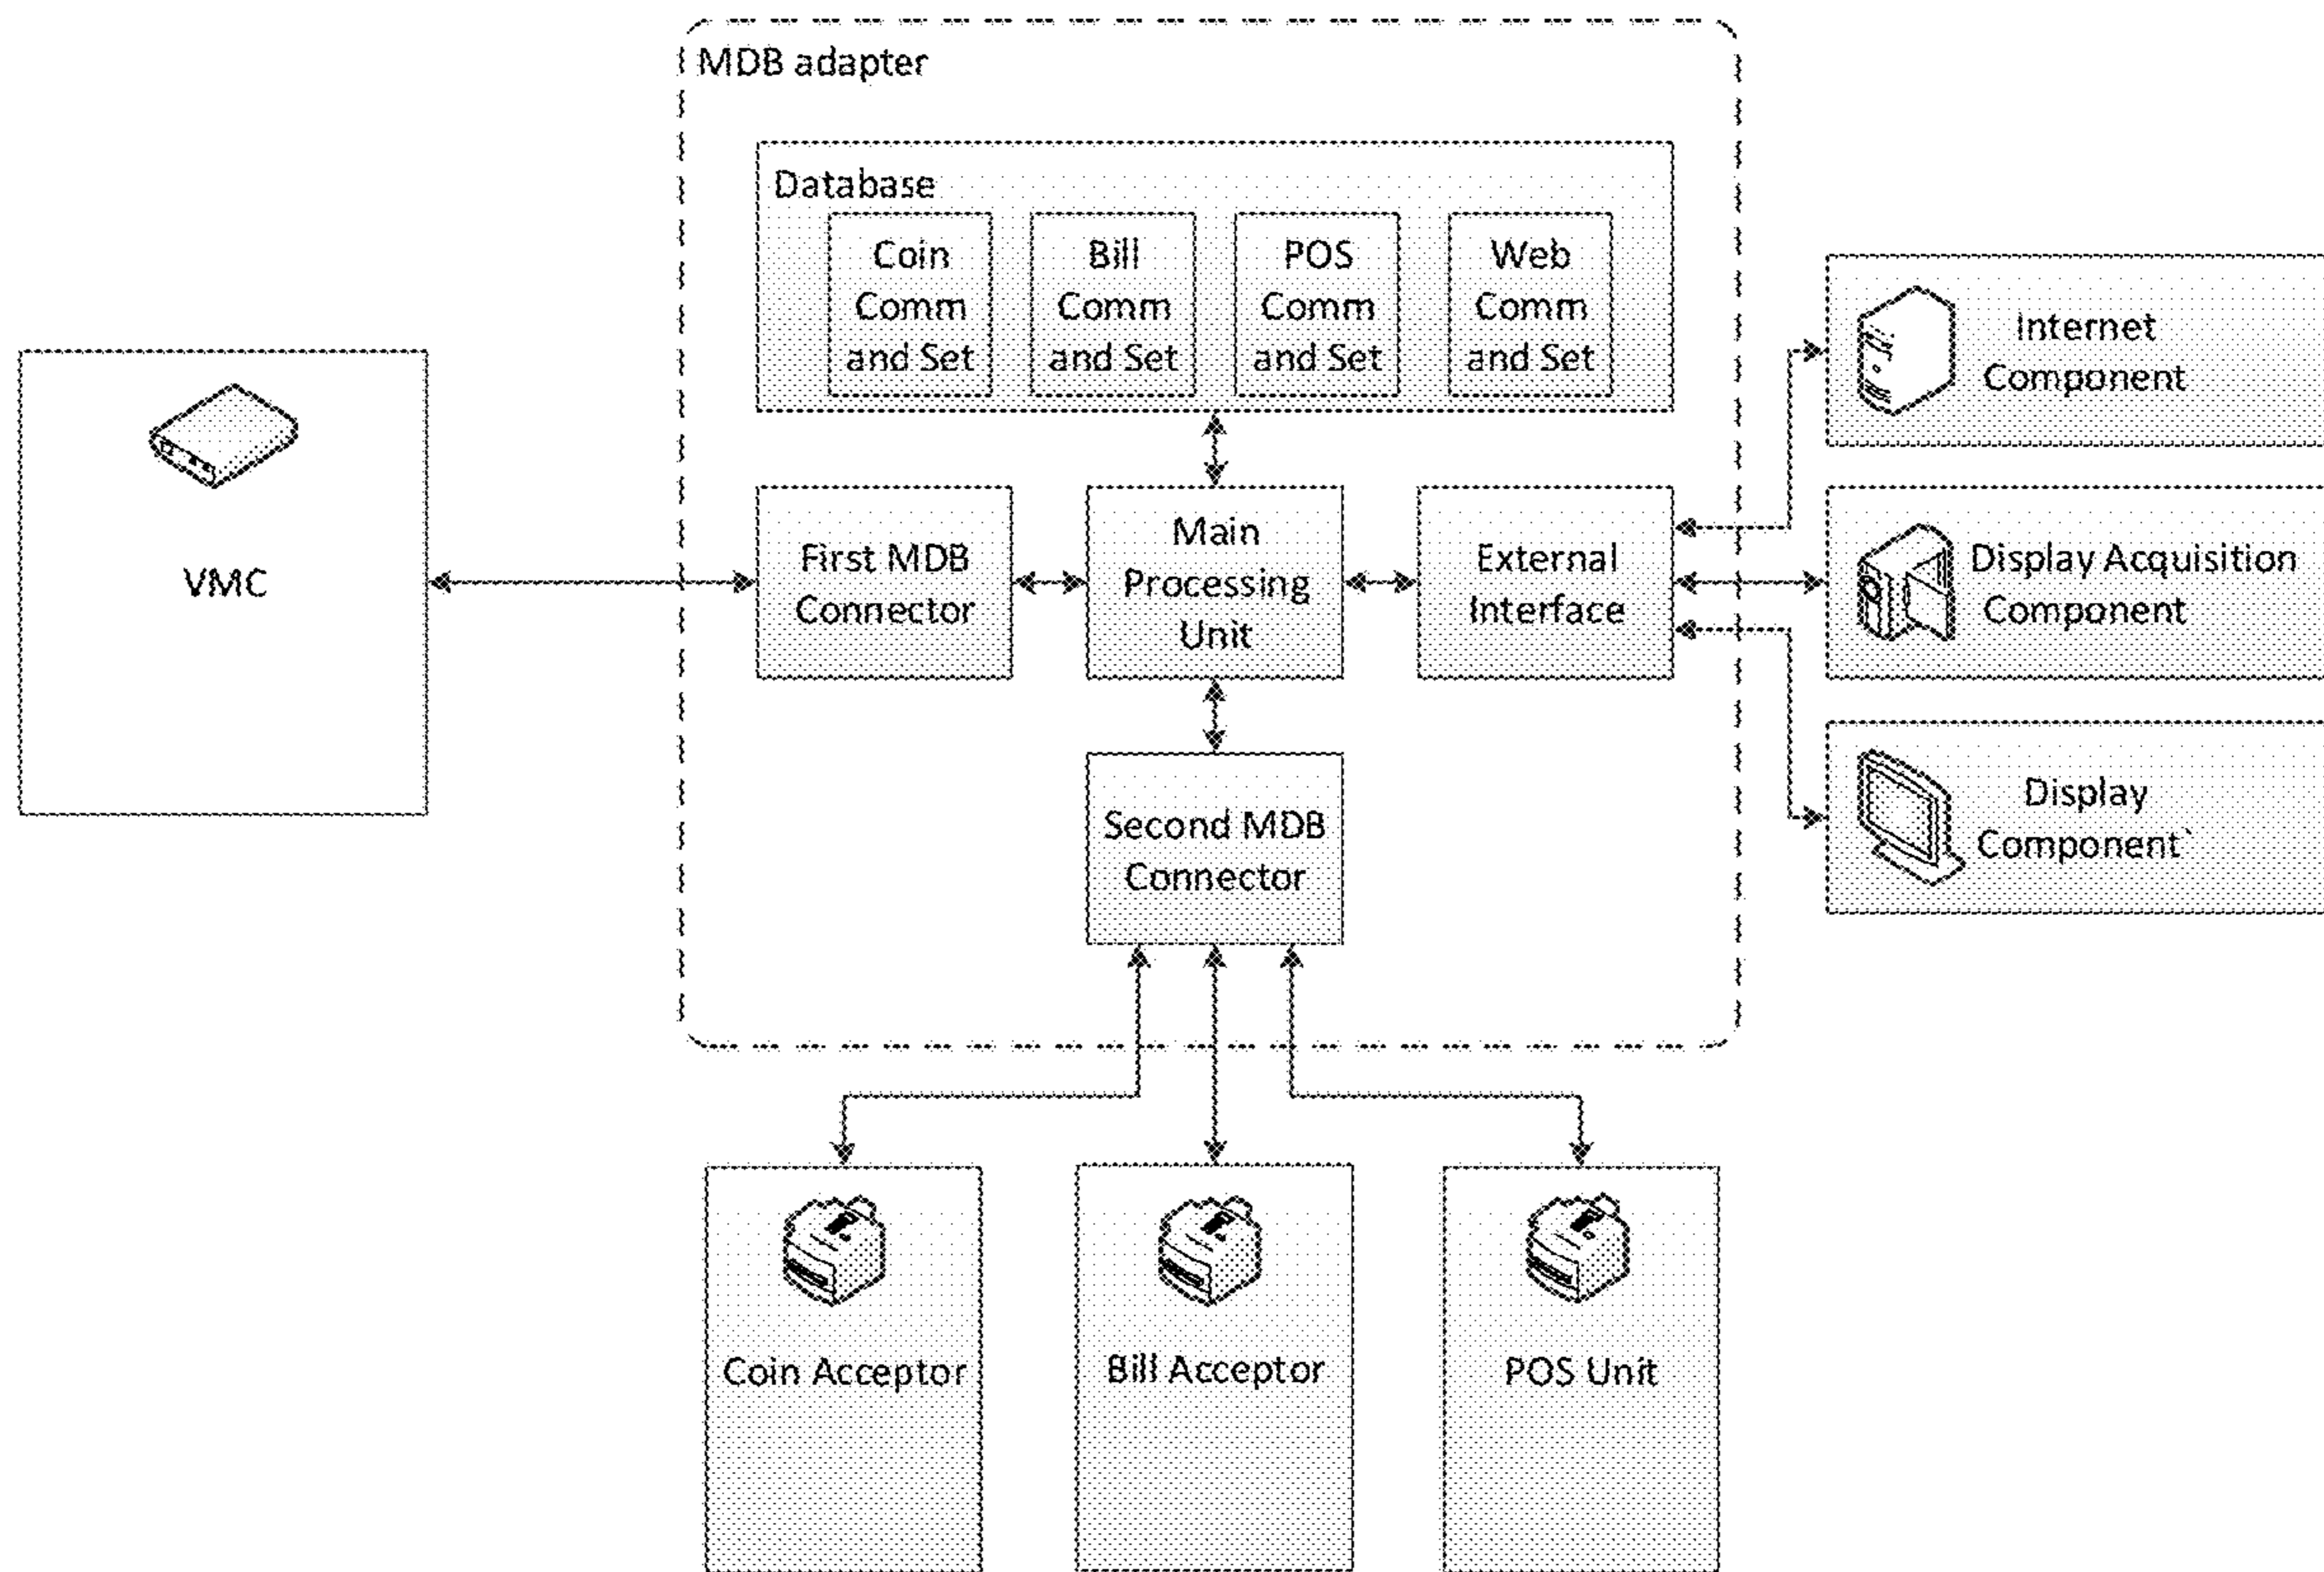 MDB adapter
Database
Coin
Comm
and Set
Bill
Comm
and Set
POS
Comm
and Set
Web
Comm
and Set
VMC
First MDB
Connector
Main
Processing
Unit
External
Interface
Internet
Component
Display Acquisition
Component
Display
Component`
Second MDB
Connector
Coin Acceptor
Bill Acceptor
POS Unit